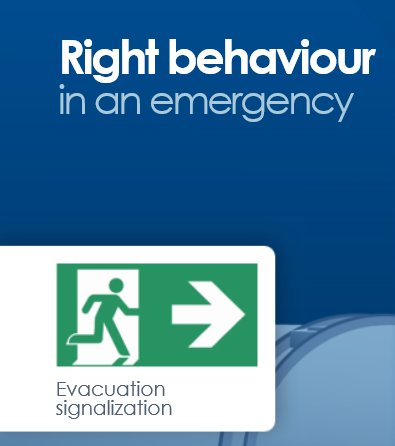 Right behaviour
in an emergency
Evacuation
signalization